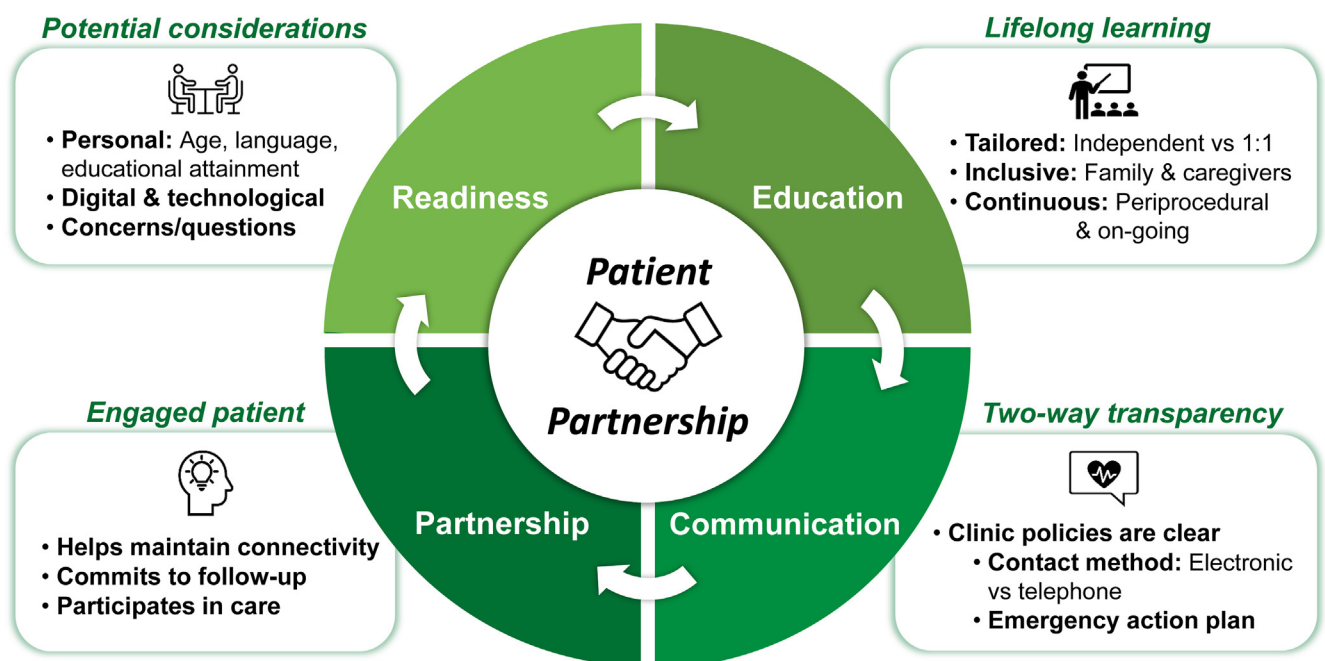 Potential considerations
• Personal: Age, language,
educational attainment
• Digital & technological
• Concerns/questions
Readiness
Education
Lifelong learning
• Tailored: Independent vs 1:1
• Inclusive: Family & caregivers
• Continuous: Periprocedural
& on-going
Patient
Partnership
Engaged patient
• Helps maintain connectivity
• Commits to follow-up
• Participates in care
Partnership
Communication
Two-way transparency
• Clinic policies are clear
• Contact method: Electronic
vs telephone
• Emergency action plan